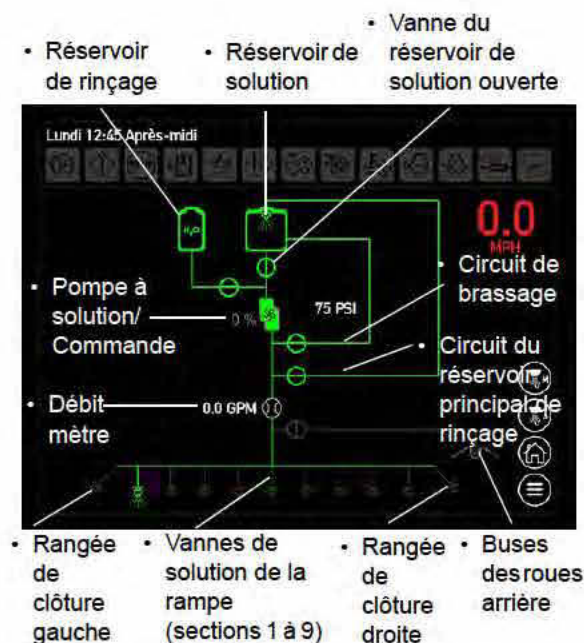 • Vanne du
réservoir de
solution ouverte
• Réservoir
de rinçage
• Réservoir de
solution
Lundi 12:45 Après-midi
H₂O
0.0
MPH
• Circuit de
brassage
• Pompe à
solution/
Commande
0 %
75 PSI
• Circuit du
réservoir
principal de
rinçage
• Débit
mètre
0.0 GPM
• Rangée
de
clôture
gauche
• Vannes de
solution de la
rampe
(sections 1 à 9)
• Rangée
de
clôture
droite
• Buses
des roues
arrière